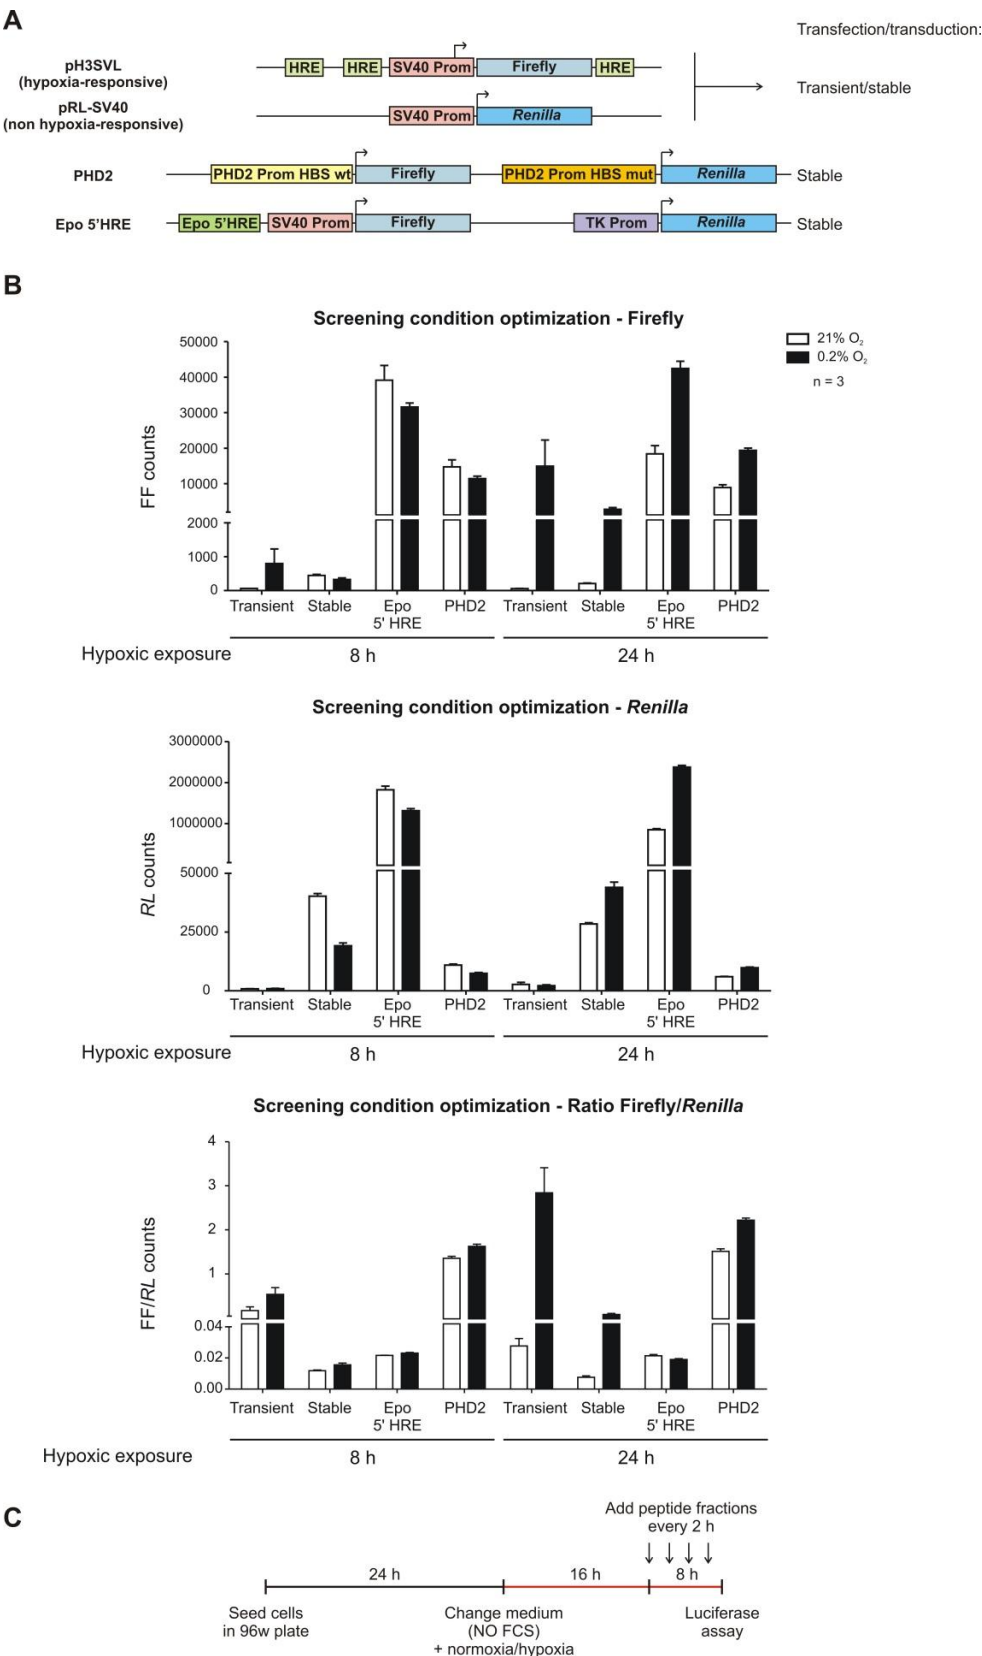 A
Transfection/transduction:
pH3SVL
(hypoxia-responsive)
HRE HRE SV40 Prom Firefly HRE
Transient/stable
pRL-SV40
(non hypoxia-responsive)
SV40 Prom Renilla
PHD2 PHD2 Prom HBS wt Firefly PHD2 Prom HBS mut Renilla Stable
Epo 5'HRE Epo 5'HRE SV40 Prom Firefly TK Prom Renilla Stable
B
Screening condition optimization - Firefly
21% O2
0.2% O2
n = 3
FF counts
50000
40000
30000
20000
10000
2000
1000
0
Transient Stable Epo 5' HRE PHD2 Transient Stable Epo 5' HRE PHD2
Hypoxic exposure 8 h 24 h
Screening condition optimization - Renilla
RL counts
3000000
2000000
1000000
50000
25000
0
Transient Stable Epo 5' HRE PHD2 Transient Stable Epo 5' HRE PHD2
Hypoxic exposure 8 h 24 h
Screening condition optimization - Ratio Firefly/Renilla
FF/RL counts
4
3
2
1
0.04
0.02
0.00
Transient Stable Epo 5' HRE PHD2 Transient Stable Epo 5' HRE PHD2
Hypoxic exposure 8 h 24 h
C
Add peptide fractions
every 2 h
24 h 16 h 8 h
Seed cells
in 96w plate
Change medium
(NO FCS)
+ normoxia/hypoxia
Luciferase
assay